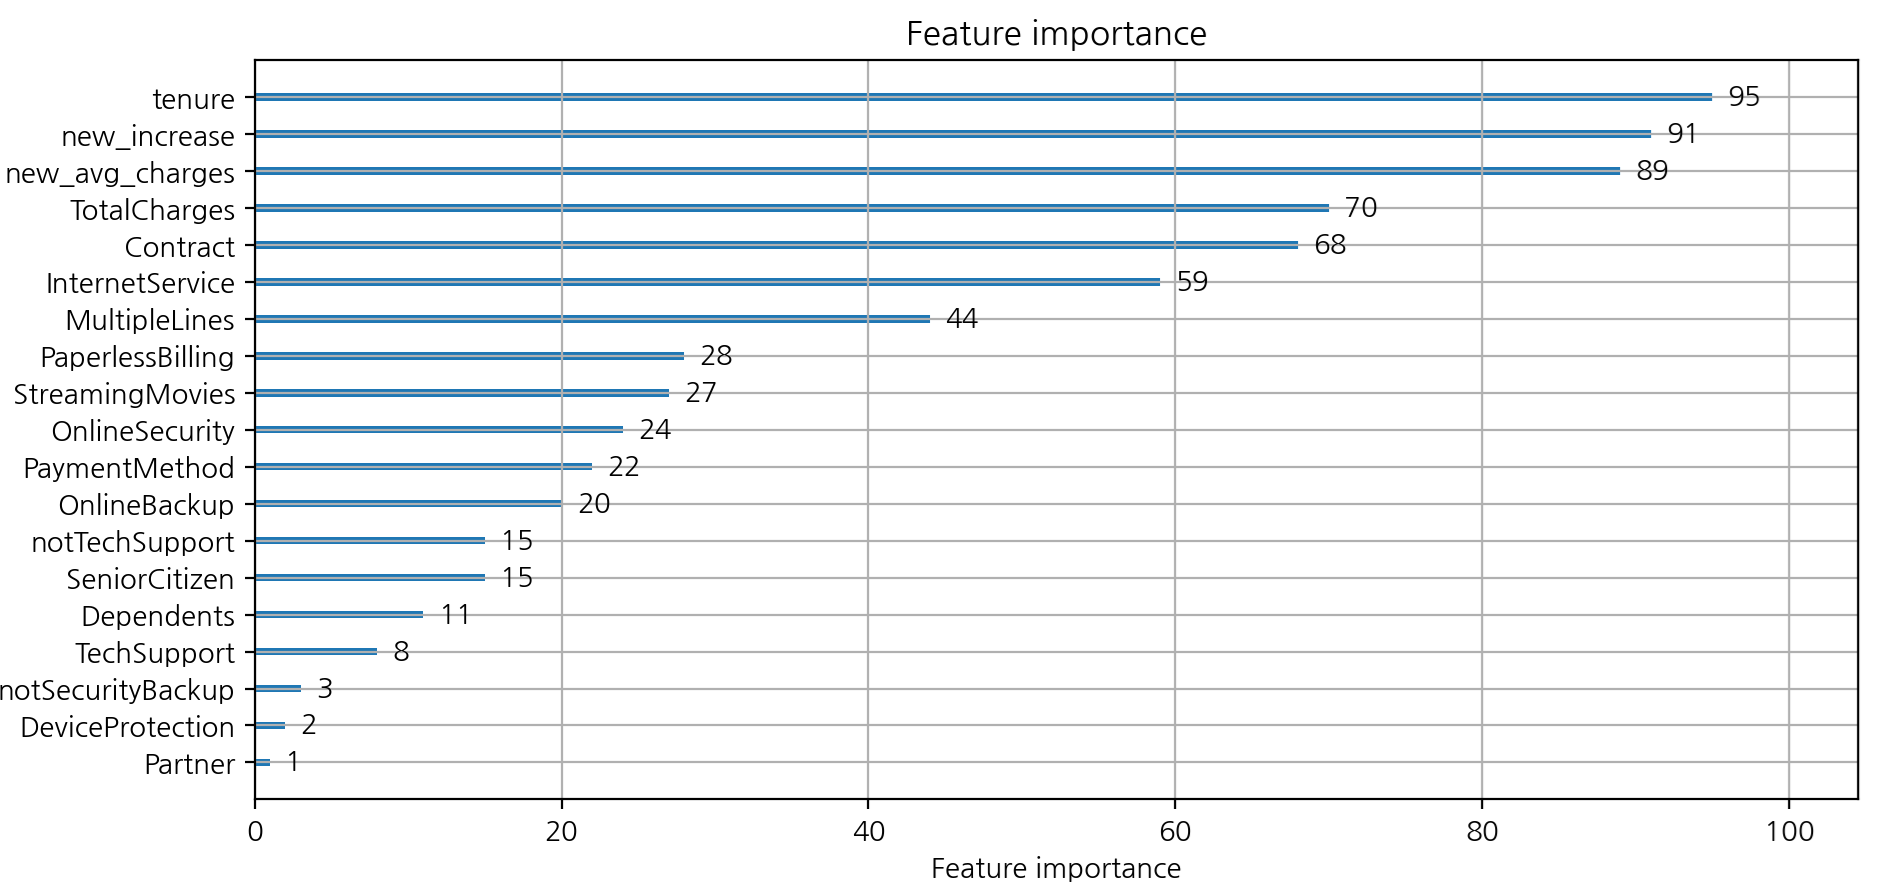 Feature importance
tenure 95
new_increase 91
new_avg_charges 89
TotalCharges 70
Contract 68
InternetService 59
MultipleLines 44
PaperlessBilling 28
StreamingMovies 27
OnlineSecurity 24
PaymentMethod 22
OnlineBackup 20
notTechSupport 15
SeniorCitizen 15
Dependents 11
TechSupport 8
notSecurityBackup 3
DeviceProtection 2
Partner 1
0 20 40 60 80 100
Feature importance